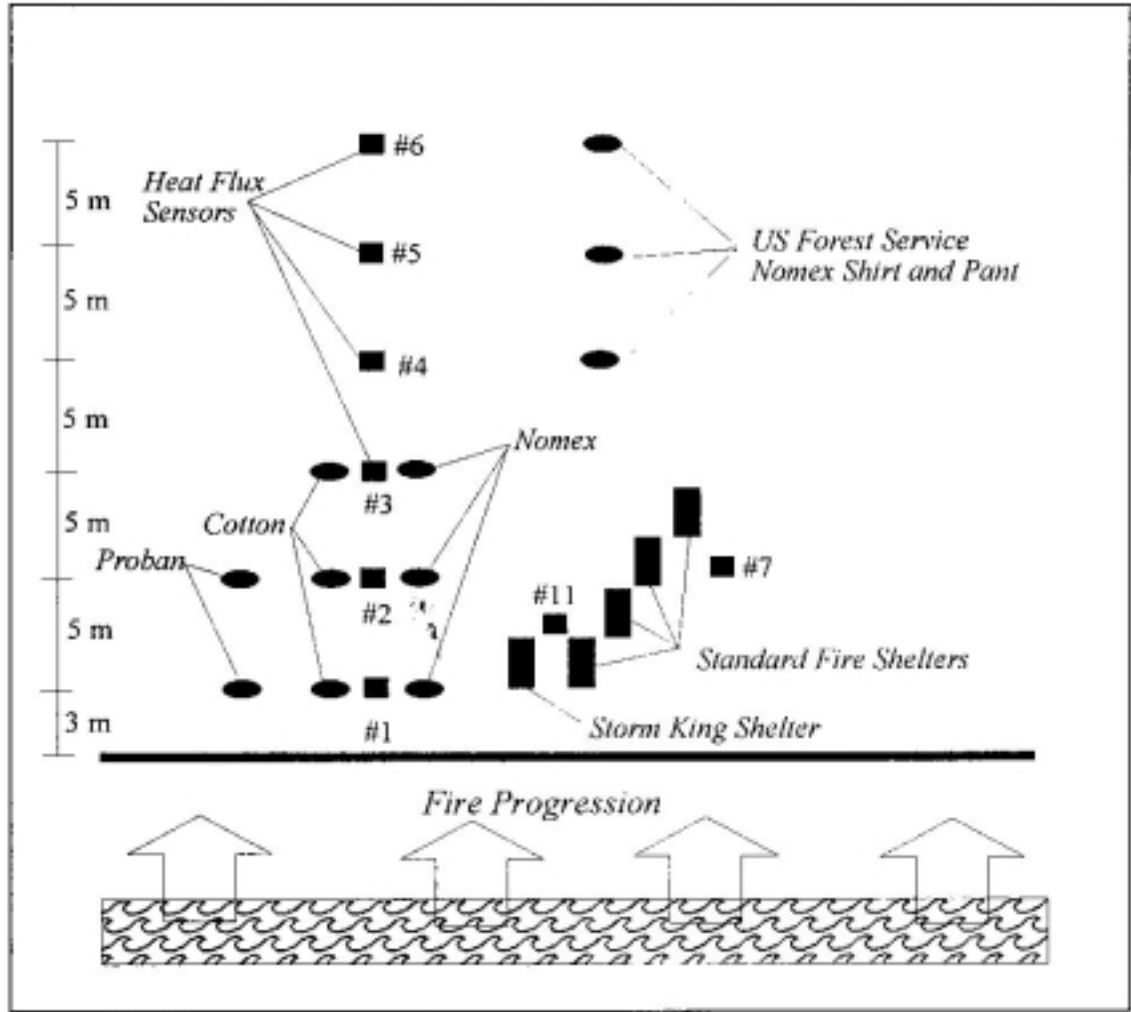 #6
Heat Flux
Sensors
5 m
#5
US Forest Service
Nomex Shirt and Pant
5 m
#4
5 m
Nomex
#3
5 m
Cotton
Proban
#7
#11
#2
5 m
Standard Fire Shelters
3 m
#1
Storm King Shelter
Fire Progression